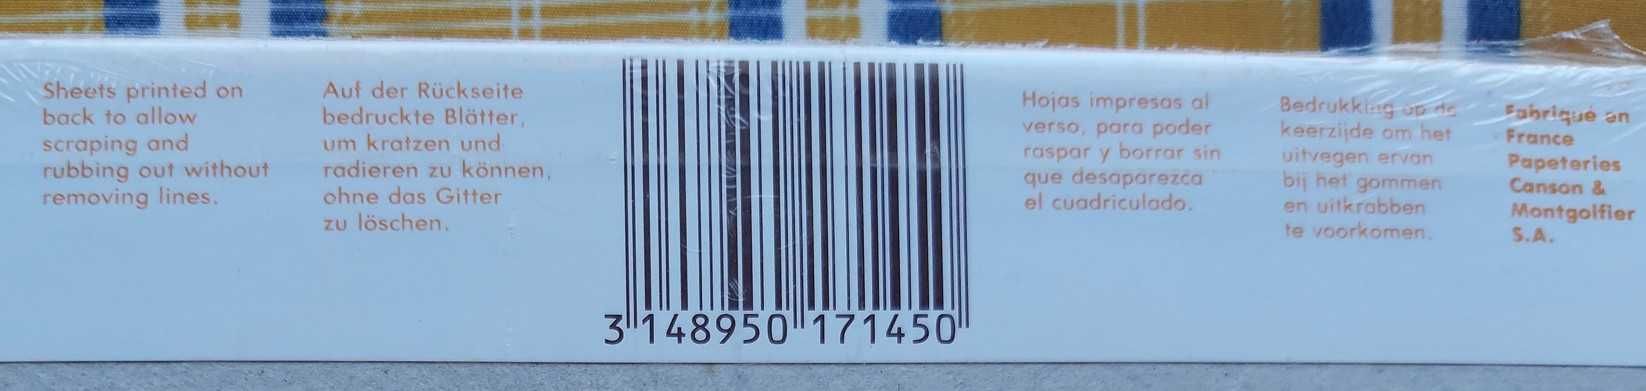 Sheets printed on
back to allow
scraping and
rubbing out without
removing lines.
Auf der Rückseite
bedruckte Blätter,
um kratzen und
radieren zu können,
ohne das Gitter
zu löschen.
3 148950 171450
Hojas impresas al
verso, para poder
raspar y borrar sin
que desaparezca
el cuadriculado.
Bedrukking op de
keerzijde om het
uitvegen ervan
bij het gommen
en uitkrabben
te voorkomen.
Fabriqué en
France
Papeteries
Canson &
Montgolfier
S.A.